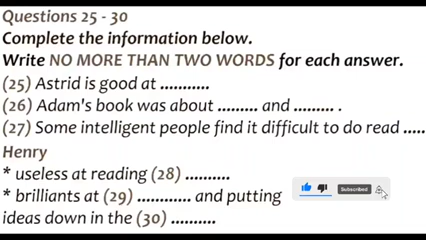 Questions 25 - 30
Complete the information below.
Write NO MORE THAN TWO WORDS for each answer.
(25) Astrid is good at ...........
(26) Adam's book was about ......... and ......... .
(27) Some intelligent people find it difficult to do read .....
Henry
* useless at reading (28) ..........
* brilliants at (29) ............ and putting
Subscribed
ideas down in the (30) ..........